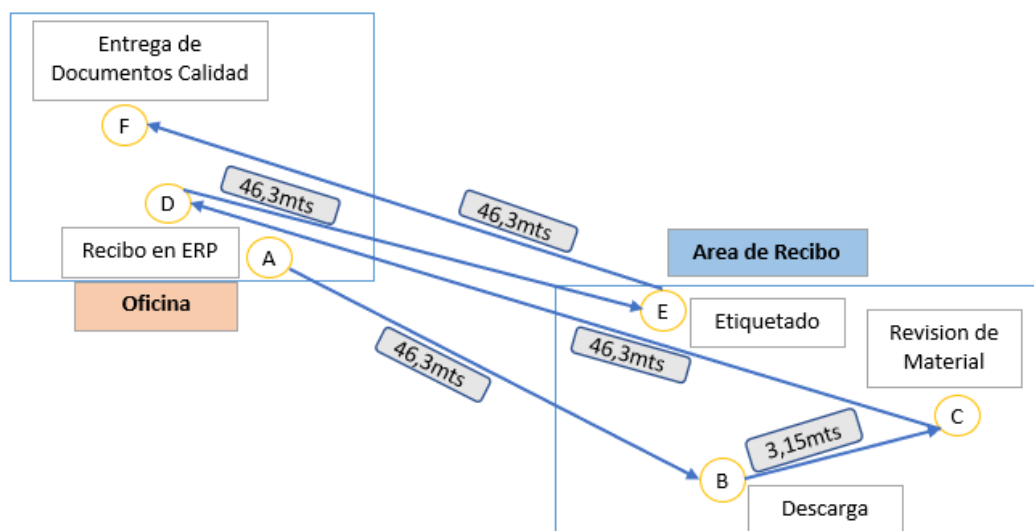 Entrega de
Documentos Calidad
F
46,3mts
46,3mts
D
Recibo en ERP
A
Area de Recibo
Oficina
E
Etiquetado
Revision de
Material
46,3mts
46,3mts
C
3,15mts
B
Descarga